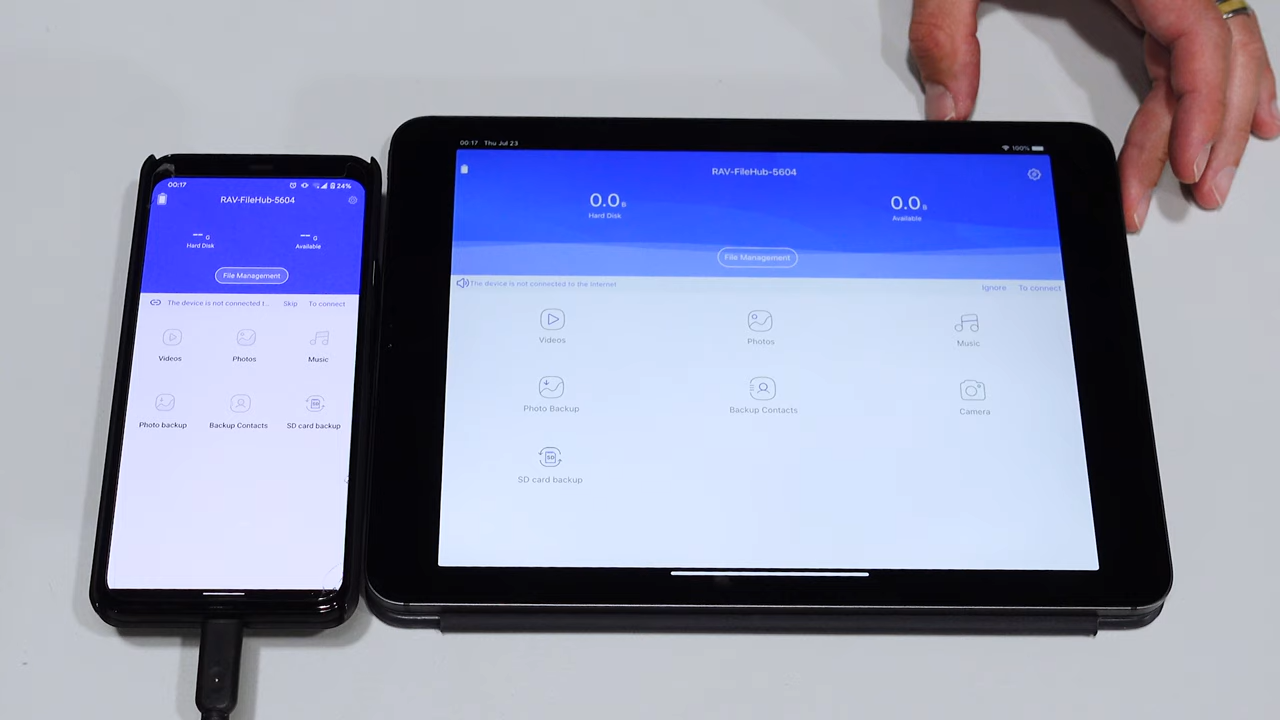 00:17
24%
RAV-FileHub-5604
-- G
Hard Disk
-- G
Available
File Management
The device is not connected t...
Skip
To connect
Videos
Photos
Music
Photo backup
Backup Contacts
SD card backup
00:17 Thu Jul 23
100%
RAV-FileHub-5604
0.0 B
Hard Disk
0.0 B
Available
File Management
The device is not connected to the Internet
Ignore
To connect
Videos
Photos
Music
Photo Backup
Backup Contacts
Camera
SD
SD card backup